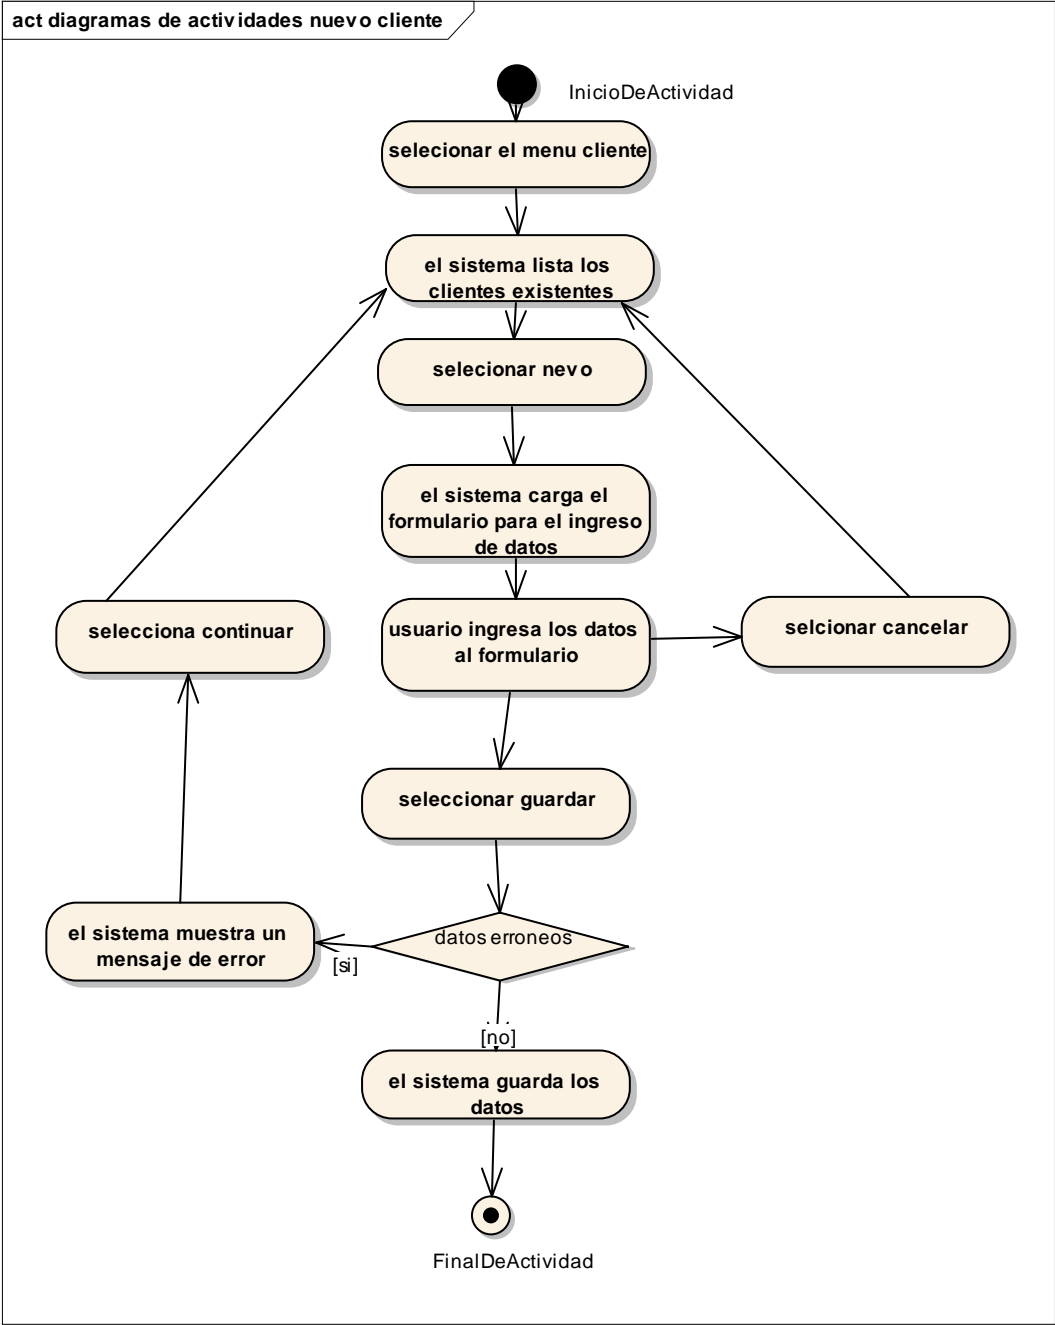 act diagramas de actividades nuevo cliente
InicioDeActividad
selecionar el menu cliente
el sistema lista los
clientes existentes
selecionar nevo
el sistema carga el
formulario para el ingreso
de datos
selecciona continuar
usuario ingresa los datos
al formulario
selcionar cancelar
seleccionar guardar
el sistema muestra un
mensaje de error
datos erroneos
[si]
[no]
el sistema guarda los
datos
FinalDeActividad